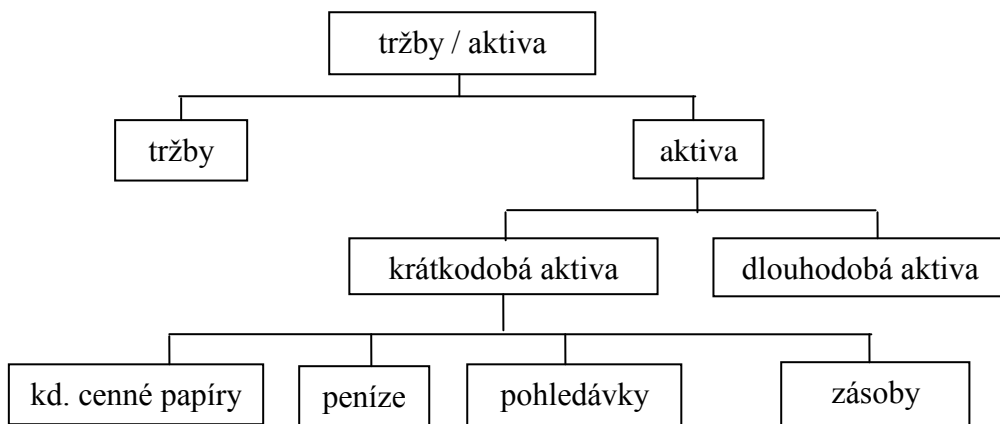 tržby / aktiva
tržby
aktiva
krátkodobá aktiva
dlouhodobá aktiva
kd. cenné papíry
peníze
pohledávky
zásoby